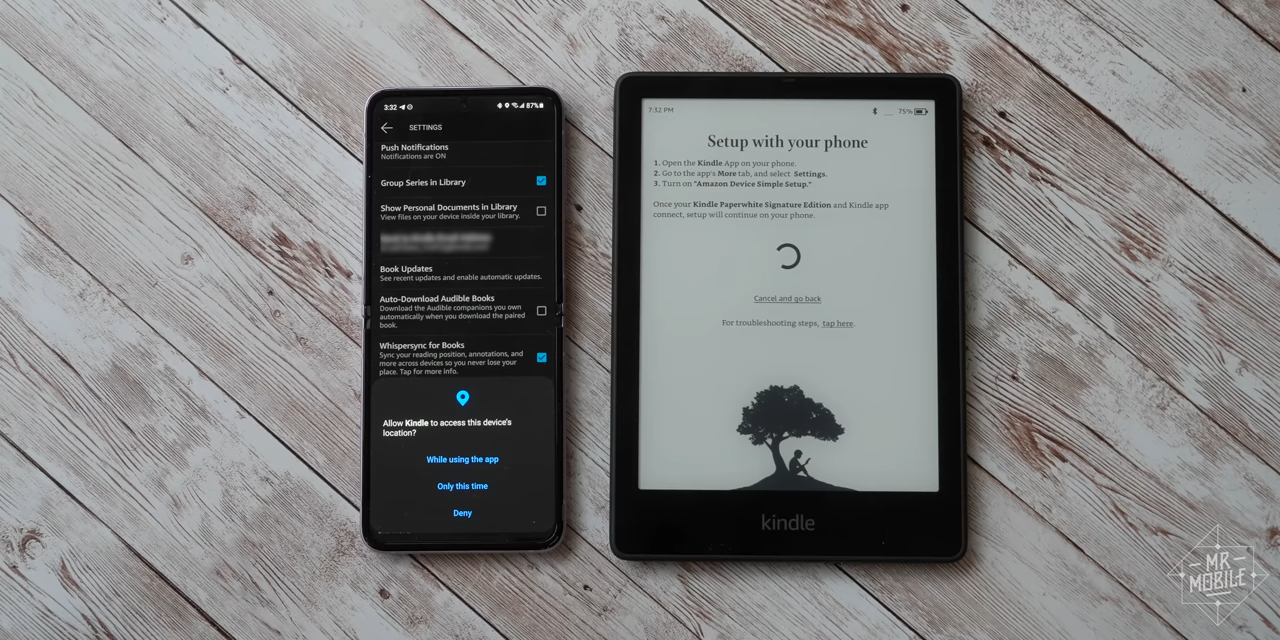 3:32
87%
SETTINGS
Push Notifications
Notifications are ON
Group Series in Library
Show Personal Documents in Library
View files on your device inside your library.
Book Updates
See recent updates and enable automatic updates.
Auto-Download Audible Books
Download the Audible companions you own
automatically when you download the paired
book.
Whispersync for Books
Sync your reading position, annotations, and
more across devices so you never lose your
place. Tap for more info.
Allow Kindle to access this device's
location?
While using the app
Only this time
Deny
7:32 PM
75%
Setup with your phone
1. Open the Kindle App on your phone.
2. Go to the app's More tab, and select Settings.
3. Turn on "Amazon Device Simple Setup."
Once your Kindle Paperwhite Signature Edition and Kindle app
connect, setup will continue on your phone.
Cancel and go back
For troubleshooting steps, tap here.
kindle
MR
MOBILE